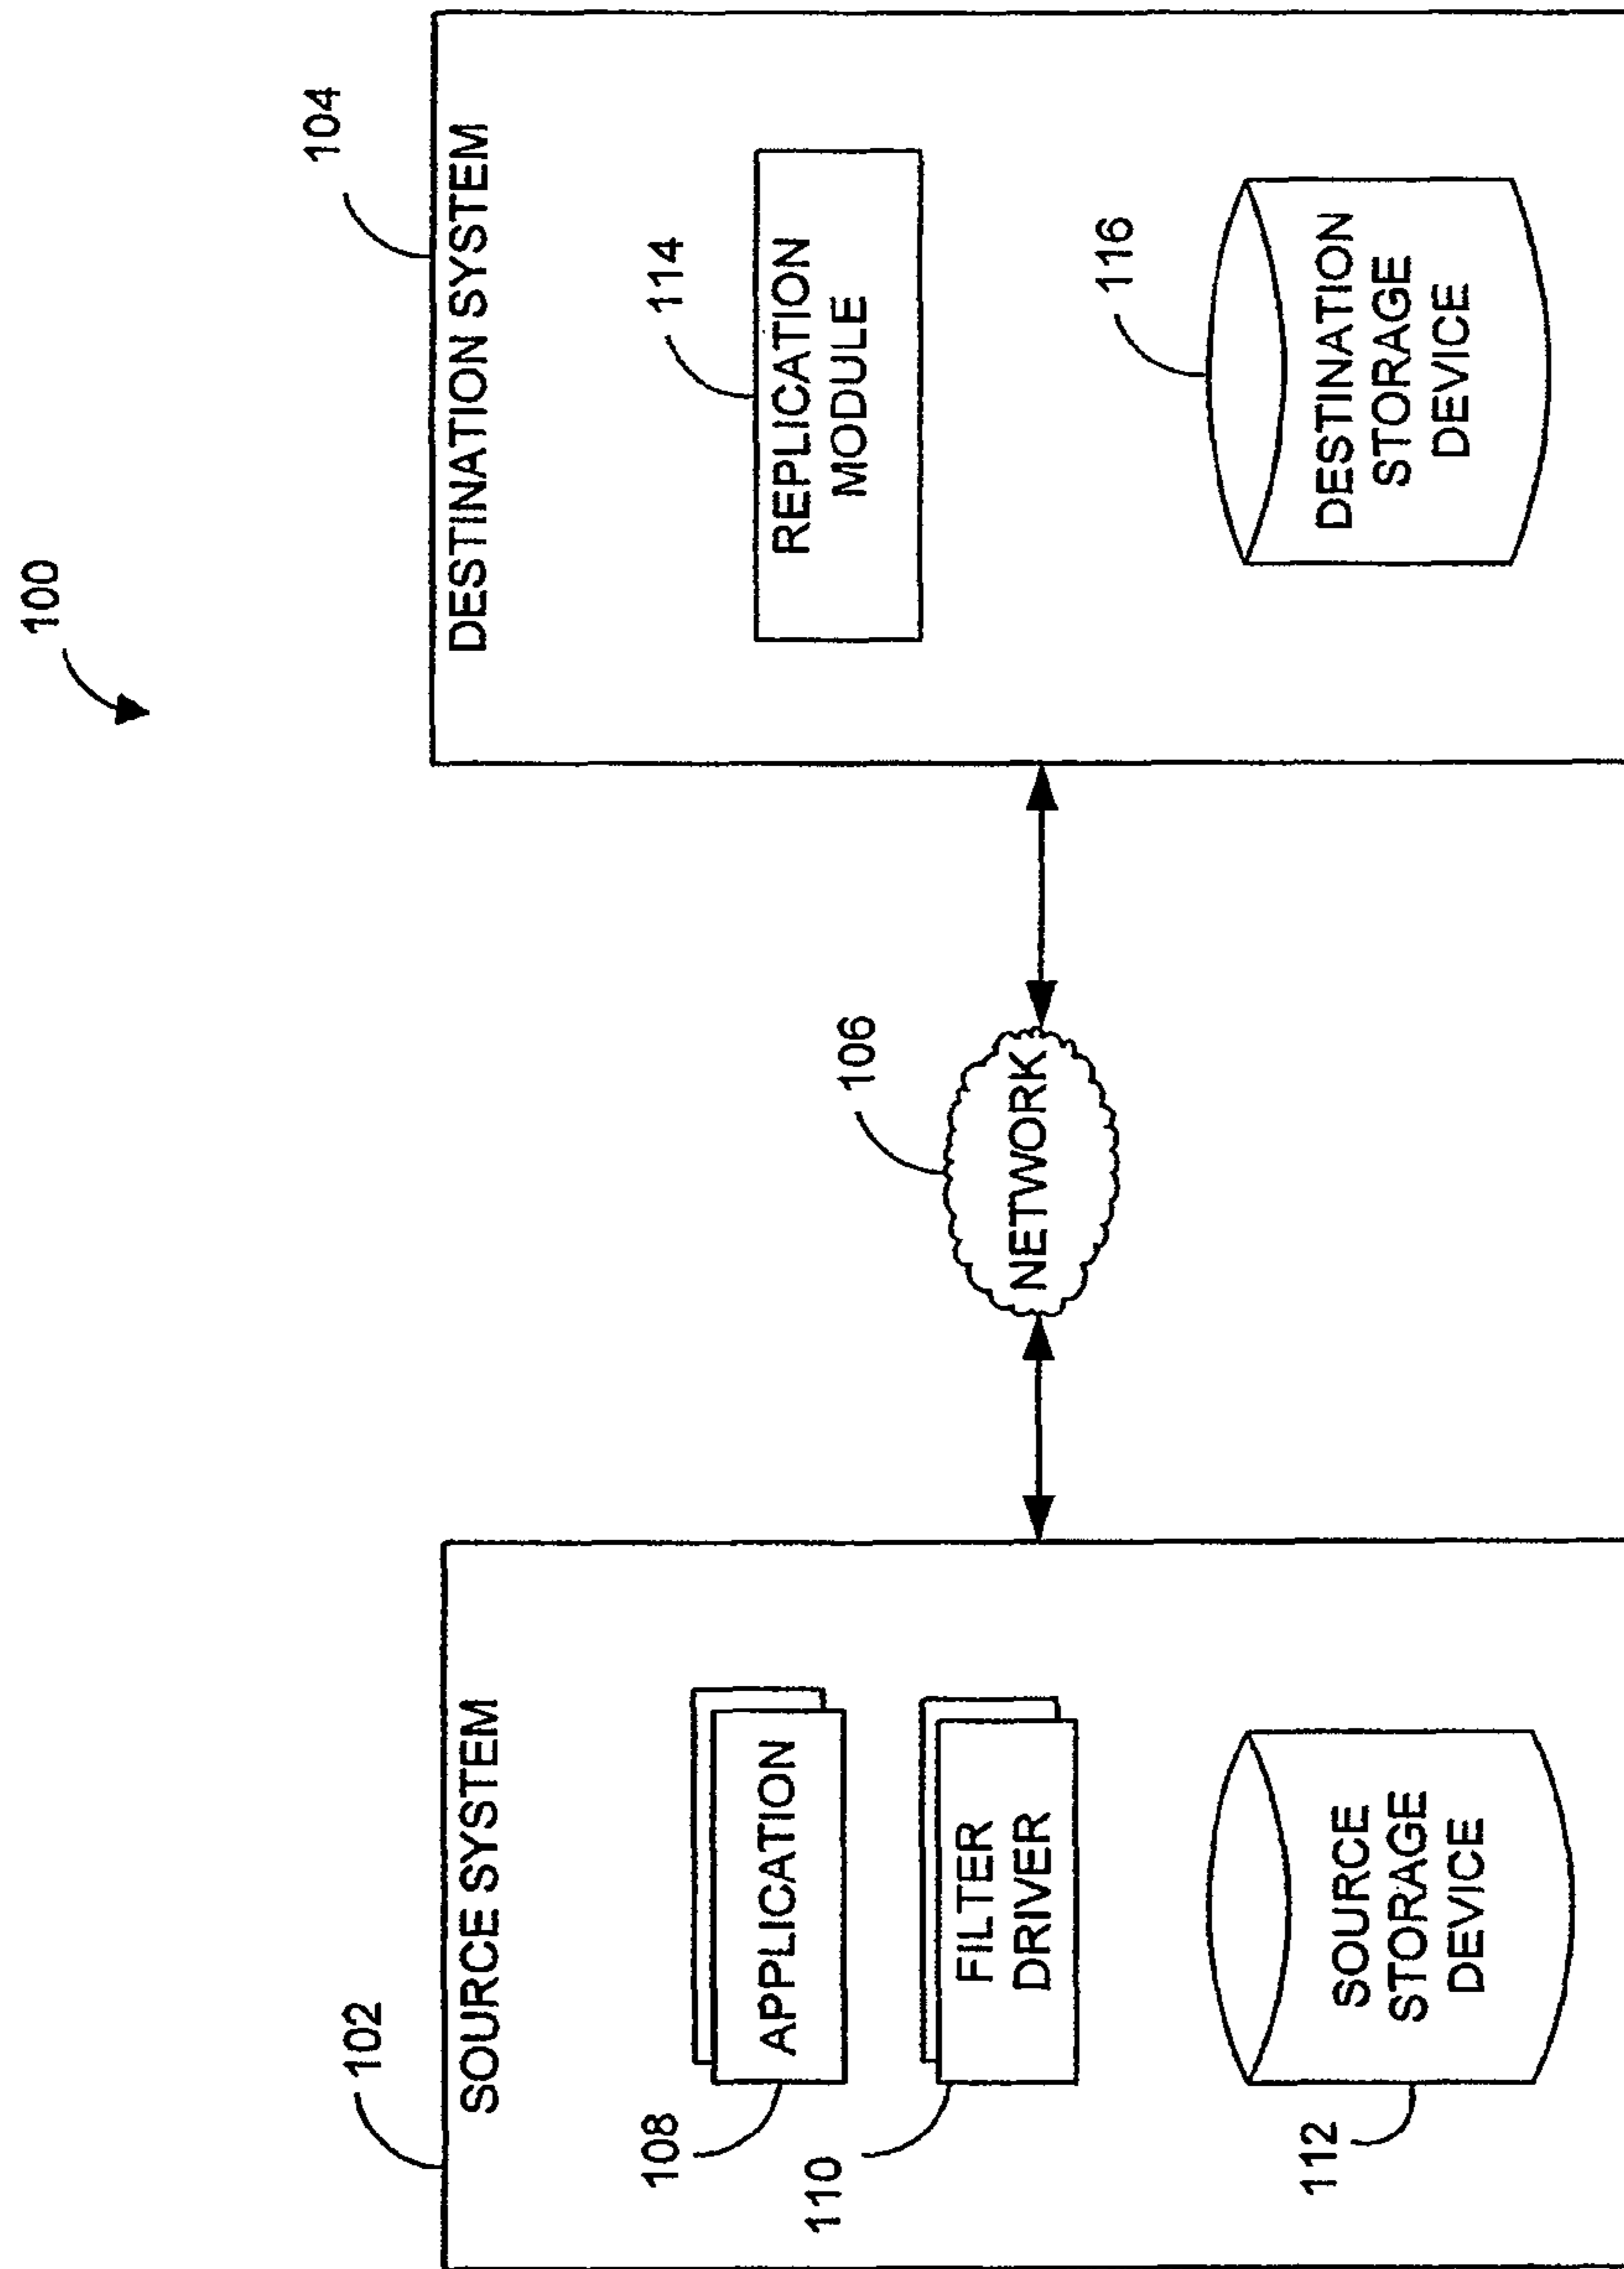 100
102
SOURCE SYSTEM
108
APPLICATION
110
FILTER
DRIVER
112
SOURCE
STORAGE
DEVICE
106
NETWORK
104
DESTINATION SYSTEM
114
REPLICATION
MODULE
116
DESTINATION
STORAGE
DEVICE